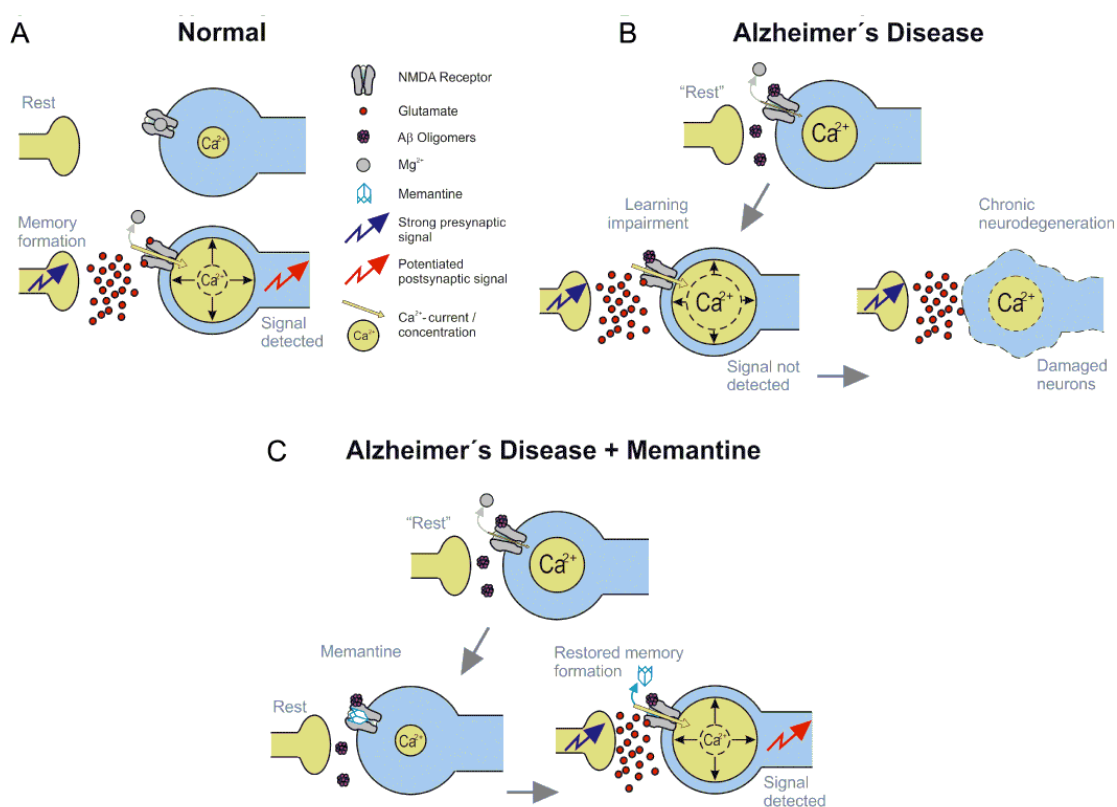 A
Normal
Rest
Ca2+
Memory
formation
Ca2+
Signal
detected
NMDA Receptor
Glutamate
Aβ Oligomers
Mg2+
Memantine
Strong presynaptic
signal
Potentiated
postsynaptic signal
Ca2+- current /
concentration
Ca2+
B
Alzheimer´s Disease
“Rest”
Ca2+
Learning
impairment
Ca2+
Signal not
detected
Chronic
neurodegeneration
Ca2+
Damaged
neurons
C
Alzheimer´s Disease + Memantine
“Rest”
Ca2+
Memantine
Rest
Ca2+
Restored memory
formation
Ca2+
Signal
detected